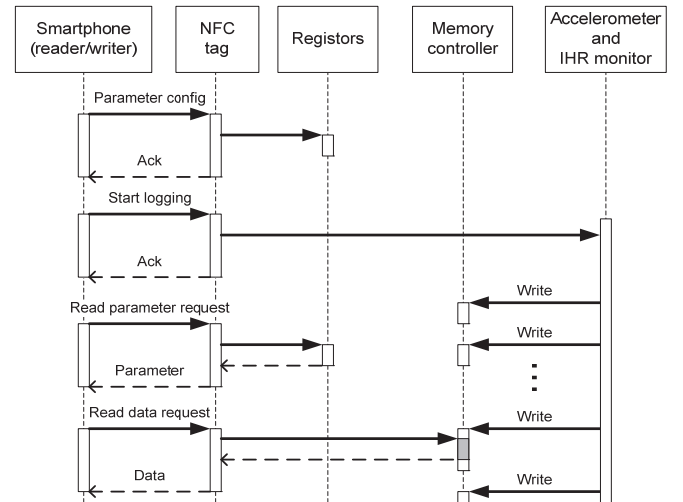 Smartphone
(reader/writer)
NFC
tag
Registors
Memory
controller
Accelerometer
and
IHR monitor
Parameter config
Ack
Start logging
Ack
Write
Read parameter request
Write
Parameter
Read data request
Write
Data
Write